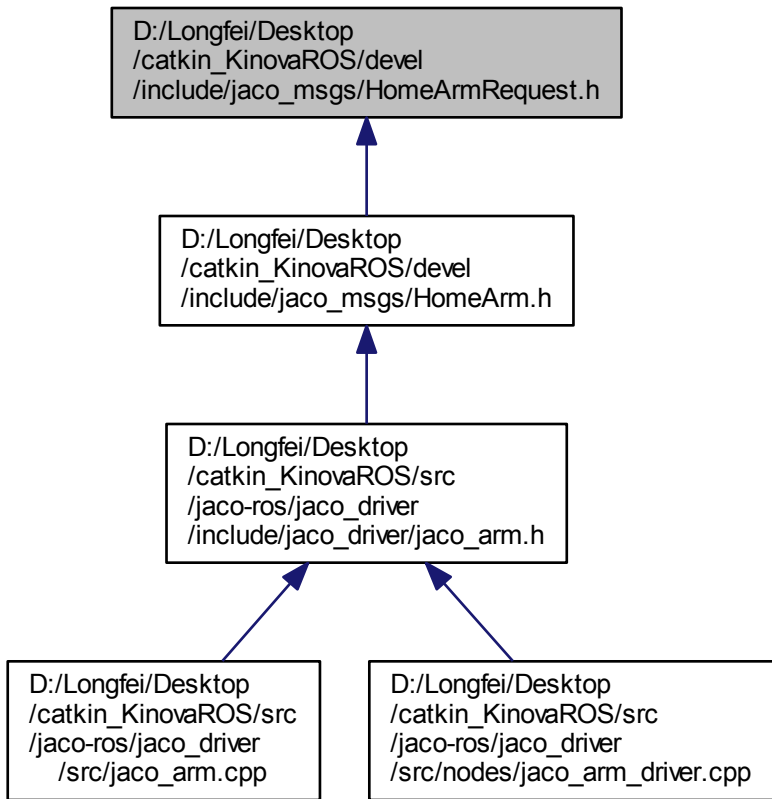 D:/Longfei/Desktop
/catkin_KinovaROS/devel
/include/jaco_msgs/HomeArmRequest.h
D:/Longfei/Desktop
/catkin_KinovaROS/devel
/include/jaco_msgs/HomeArm.h
D:/Longfei/Desktop
/catkin_KinovaROS/src
/jaco-ros/jaco_driver
/include/jaco_driver/jaco_arm.h
D:/Longfei/Desktop
/catkin_KinovaROS/src
/jaco-ros/jaco_driver
/src/jaco_arm.cpp
D:/Longfei/Desktop
/catkin_KinovaROS/src
/jaco-ros/jaco_driver
/src/nodes/jaco_arm_driver.cpp